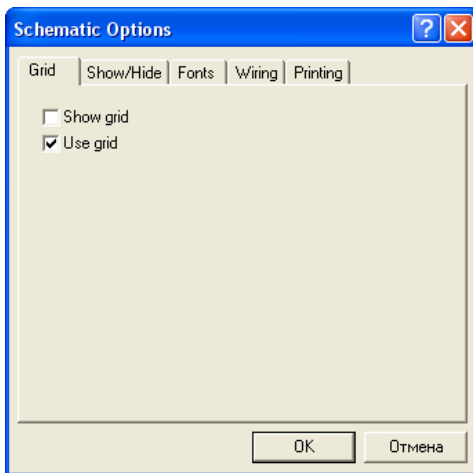 Schematic Options
Grid Show/Hide Fonts Wiring Printing
Show grid
Use grid
OK Отмена